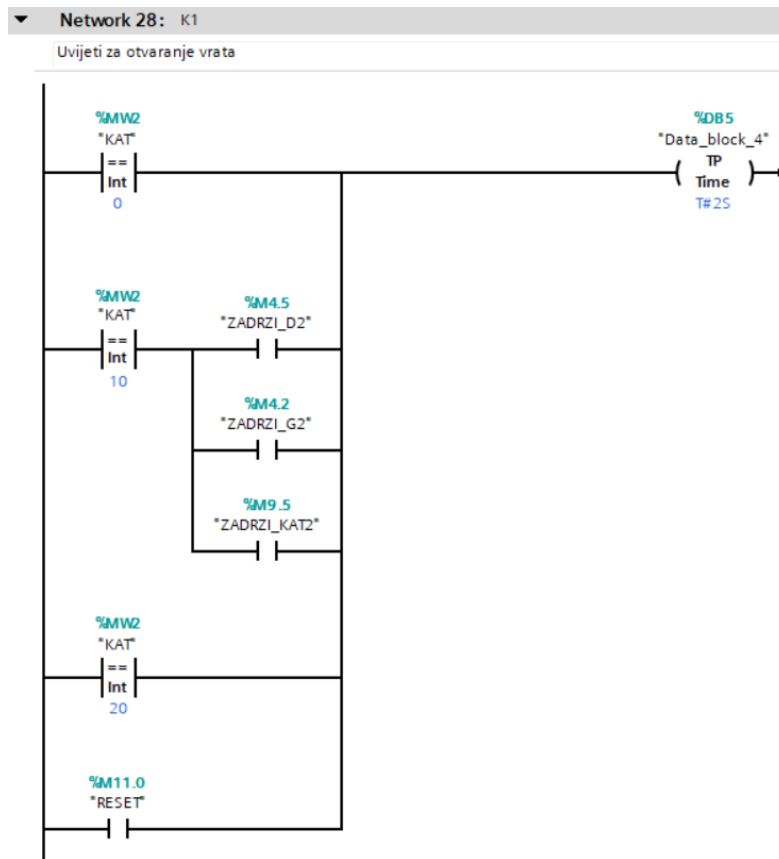 Network 28: K1
Uvijeti za otvaranje vrata
%MW2
"KAT"
==
Int
0
%DB5
"Data_block_4"
TP
Time
T#2S
%MW2
"KAT"
==
Int
10
%M4.5
"ZADRZI_D2"
%M4.2
"ZADRZI_G2"
%M9.5
"ZADRZI_KAT2"
%MW2
"KAT"
==
Int
20
%M11.0
"RESET"